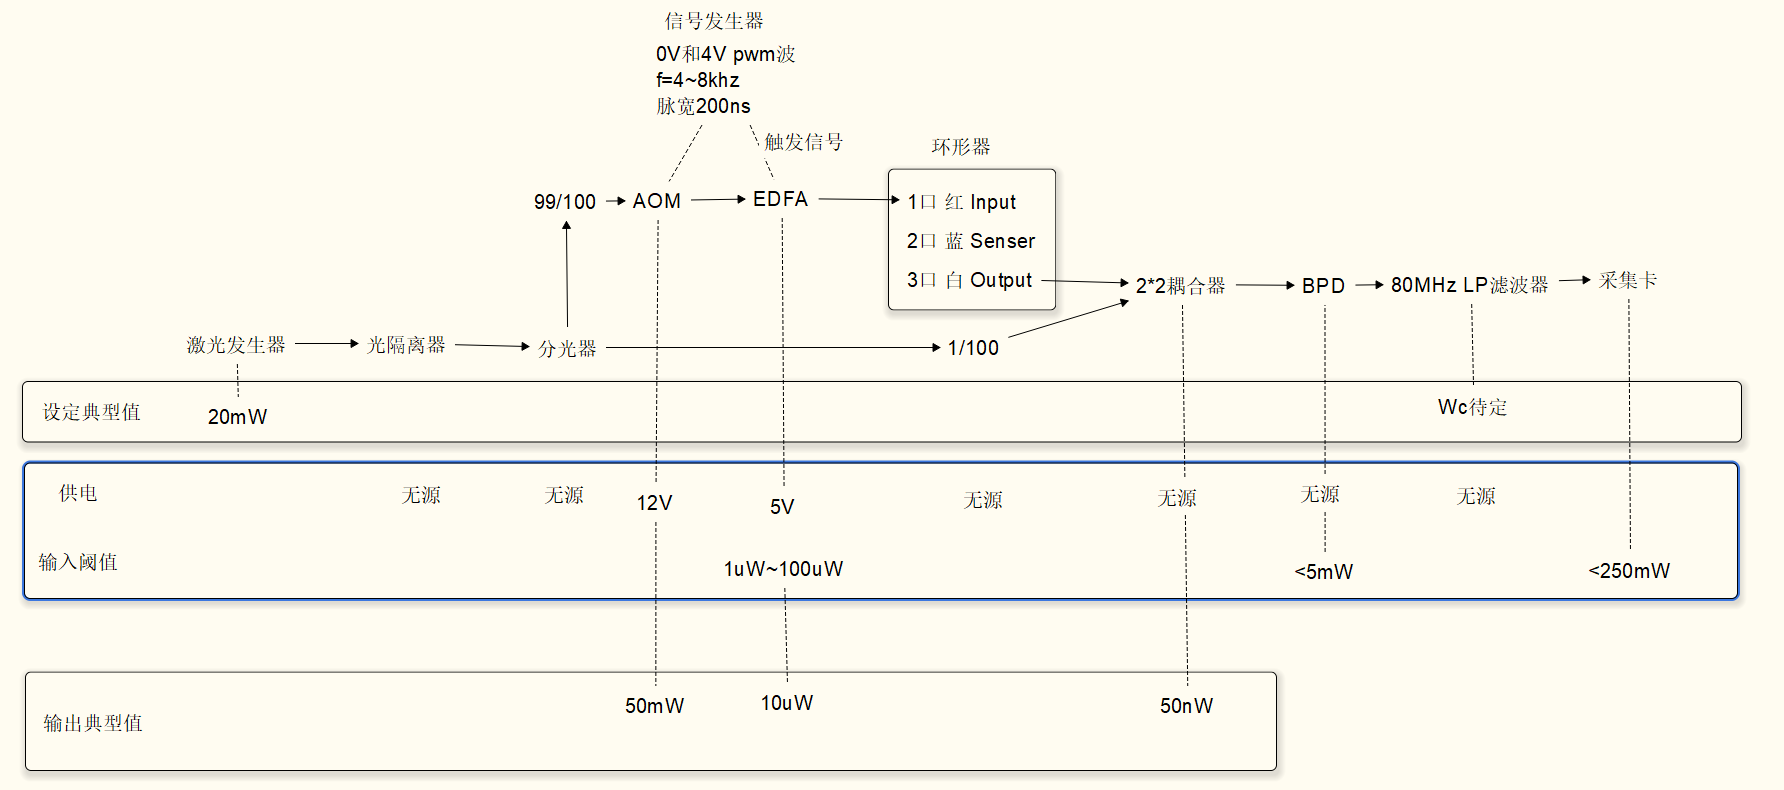 信号发生器
0V和4V pwm波
f=4~8khz
脉宽200ns
触发信号
环形器
99/100
AOM
EDFA
1口 红 Input
2口 蓝 Senser
3口 白 Output
2*2耦合器
BPD
80MHz LP滤波器
采集卡
激光发生器
光隔离器
分光器
1/100
设定典型值
20mW
Wc待定
供电
无源
无源
12V
5V
无源
无源
无源
无源
输入阈值
1uW~100uW
<5mW
<250mW
输出典型值
50mW
10uW
50nW